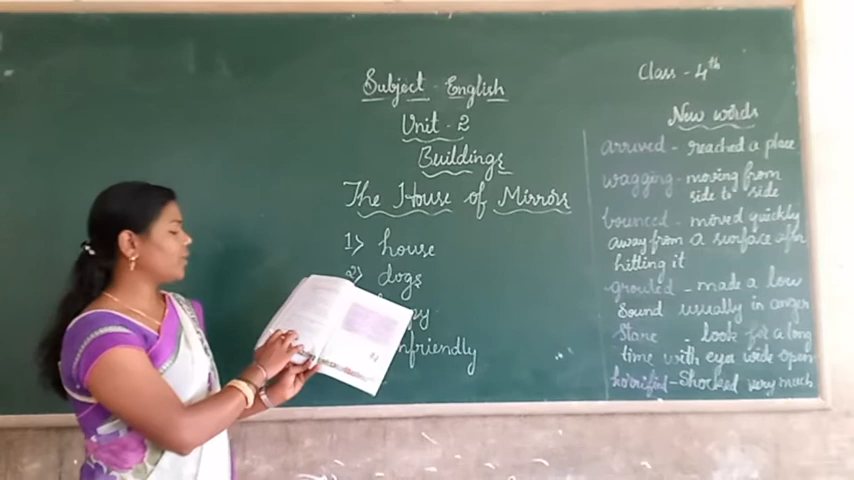 Subject - English
Unit - 2
Buildings
The House of Mirrors
1> house
2> dogs
py
nfriendly
Class - 4th
New words
arrived - reached a place
wagging - moving from
side to side
bounced - moved quickly
away from a surface after
hitting it
growled - made a low
sound usually in anger
Stare - look for a long
time with eyes wide open
horrified - Shocked very much